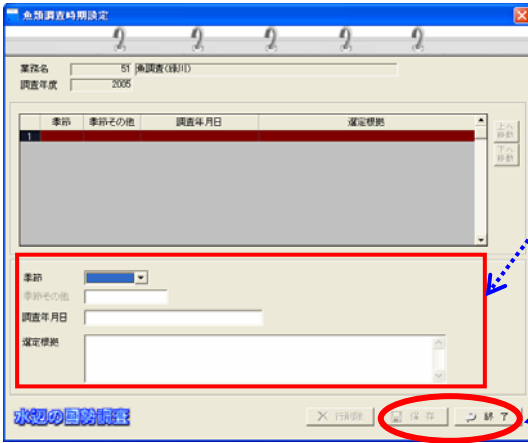 魚類調査時期設定
業務名 51 魚調査(緑川)
調査年度 2005
季節 季節その他 調査年月日 選定根拠
1
上へ
移動
下へ
移動
季節
季節その他
調査年月日
選定根拠
水辺の国勢調査 行削除 保存 終了